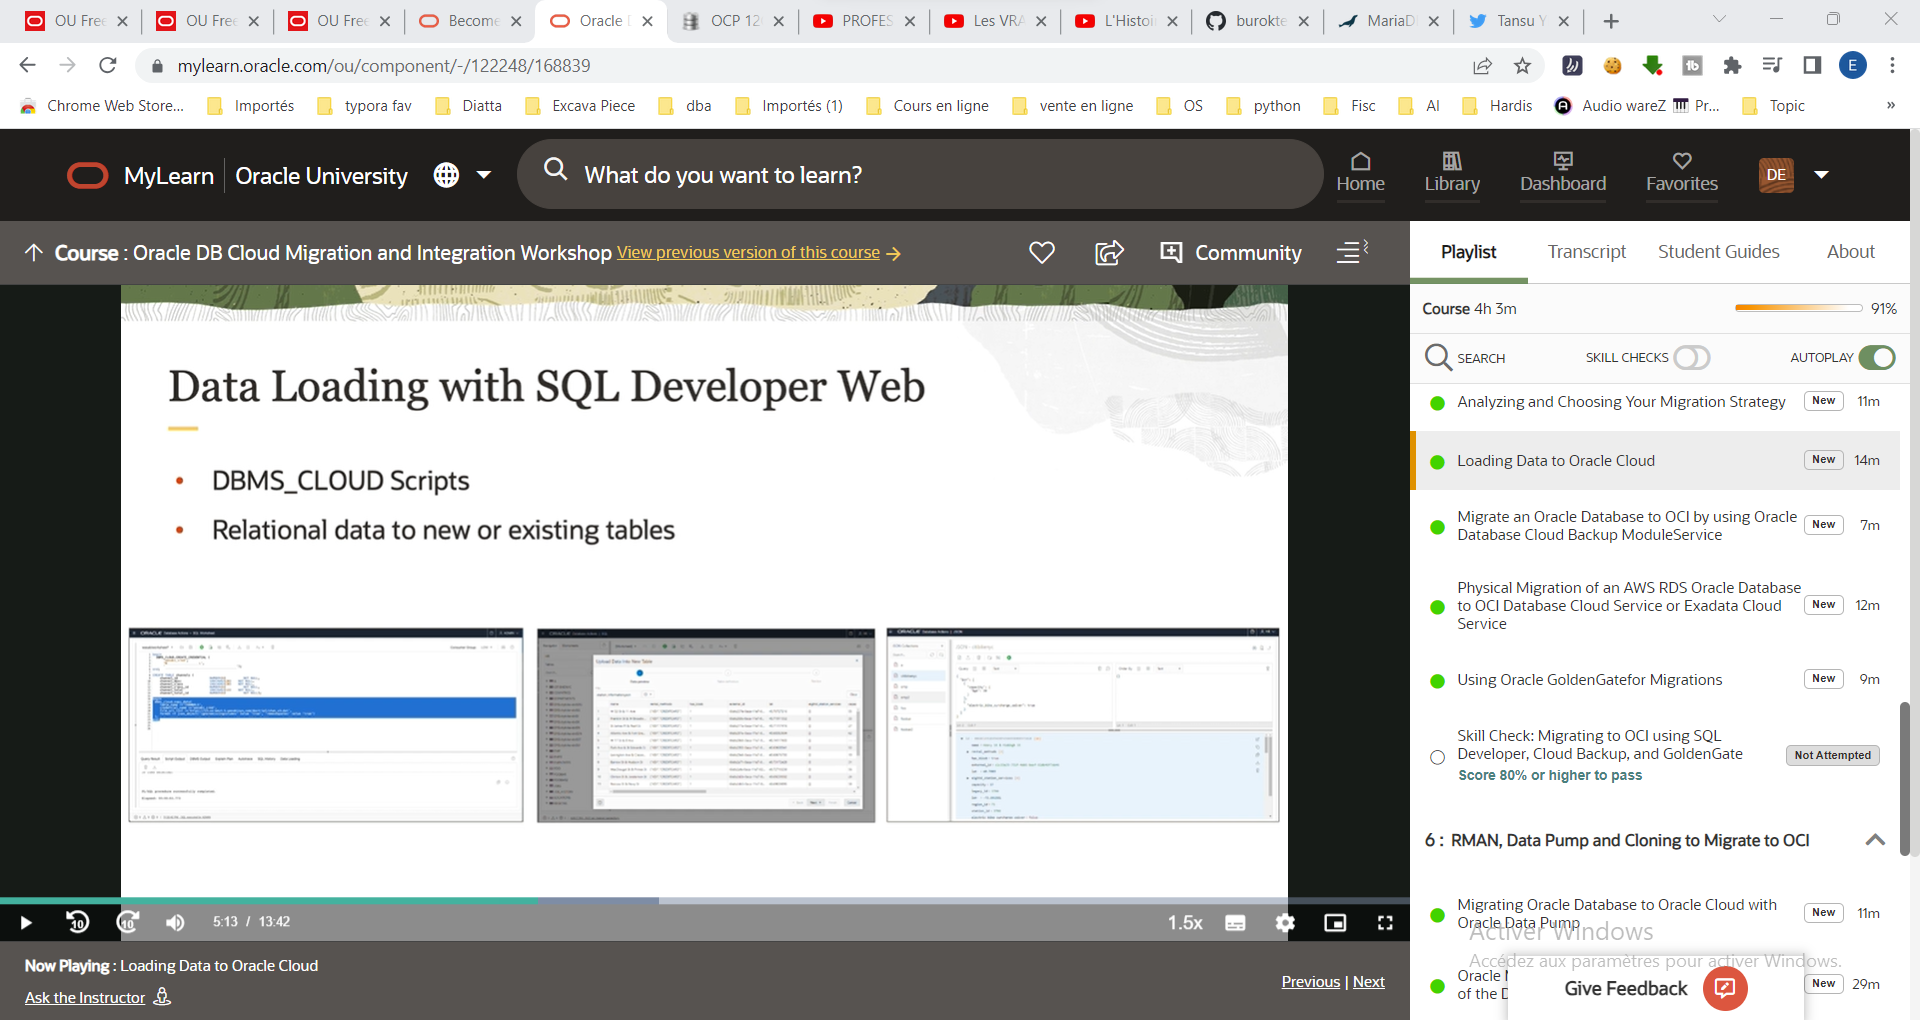 OU Free
OU Free
OU Free
Become
Oracle D
OCP 12
PROFES
Les VRA
L'Histoi
burokte
MariaD
Tansu Y
mylearn.oracle.com/ou/component/-/122248/168839
E
Chrome Web Store...
Importés
typora fav
Diatta
Excava Piece
dba
Importés (1)
Cours en ligne
vente en ligne
OS
python
Fisc
AI
Hardis
Audio wareZ
Pr...
Topic
»
MyLearn
Oracle University
What do you want to learn?
Home
Library
Dashboard
Favorites
DE
Course : Oracle DB Cloud Migration and Integration Workshop View previous version of this course
Community
Data Loading with SQL Developer Web
• DBMS_CLOUD Scripts
• Relational data to new or existing tables
ORACLE
ORACLE
Upload Data Into New Table
ORACLE
10
10
5:13 / 13:42
1.5x
Now Playing : Loading Data to Oracle Cloud
Ask the Instructor
Previous | Next
Playlist
Transcript
Student Guides
About
Course 4h 3m
91%
SEARCH
SKILL CHECKS
AUTOPLAY
Analyzing and Choosing Your Migration Strategy
New
11m
Loading Data to Oracle Cloud
New
14m
Migrate an Oracle Database to OCI by using Oracle
Database Cloud Backup ModuleService
New
7m
Physical Migration of an AWS RDS Oracle Database
to OCI Database Cloud Service or Exadata Cloud
Service
New
12m
Using Oracle GoldenGatefor Migrations
New
9m
Skill Check: Migrating to OCI using SQL
Developer, Cloud Backup, and GoldenGate
Score 80% or higher to pass
Not Attempted
6 : RMAN, Data Pump and Cloning to Migrate to OCI
Migrating Oracle Database to Oracle Cloud with
Oracle Data Pump
New
11m
Activer Windows
Accédez aux paramètres pour activer Windows.
Oracle
of the
New
29m
Give Feedback